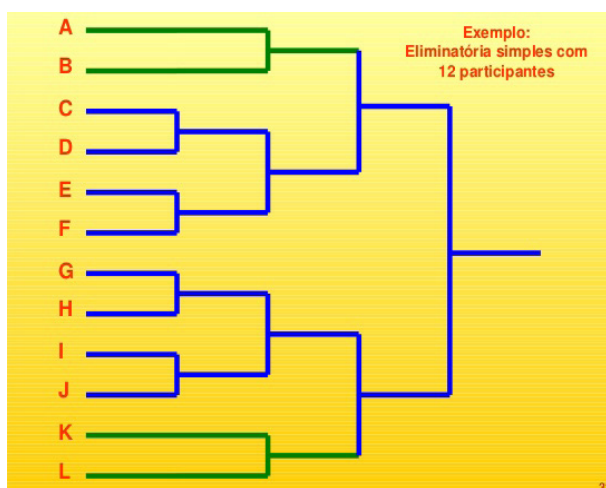 A
B
C
D
E
F
G
H
I
J
K
L
Exemplo:
Eliminatória simples com
12 participantes